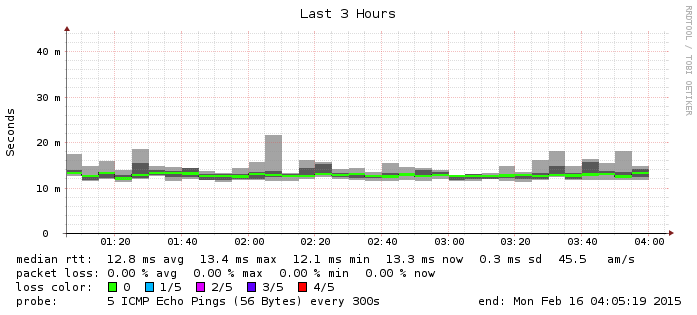 Last 3 Hours
RRDTOOL / TOBI OETIKER
Seconds
40 m
30 m
20 m
10 m
0
01:20 01:40 02:00 02:20 02:40 03:00 03:20 03:40 04:00
median rtt: 12.8 ms avg 13.4 ms max 12.1 ms min 13.3 ms now 0.3 ms sd 45.5 am/s
packet loss: 0.00 % avg 0.00 % max 0.00 % min 0.00 % now
loss color: 0 1/5 2/5 3/5 4/5
probe: 5 ICMP Echo Pings (56 Bytes) every 300s end: Mon Feb 16 04:05:19 2015